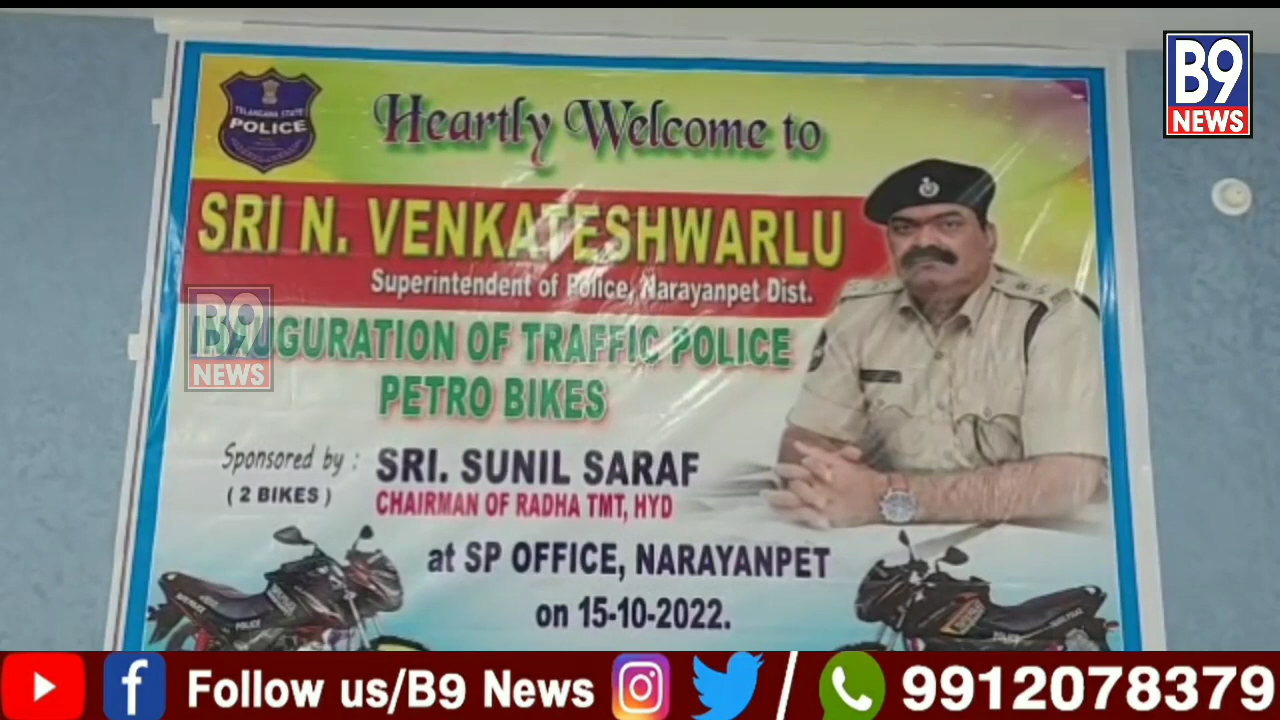 B9
NEWS
TELANGANA STATE
POLICE
Heartly Welcome to
SRI N. VENKATESHWARLU
Superintendent of Police, Narayanpet Dist.
INAUGURATION OF TRAFFIC POLICE
PETRO BIKES
B9
NEWS
Sponsored by :
( 2 BIKES )
SRI. SUNIL SARAF
CHAIRMAN OF RADHA TMT, HYD
at SP OFFICE, NARAYANPET
on 15-10-2022.
POLICE
POLICE
Follow us/B9 News
/
9912078379